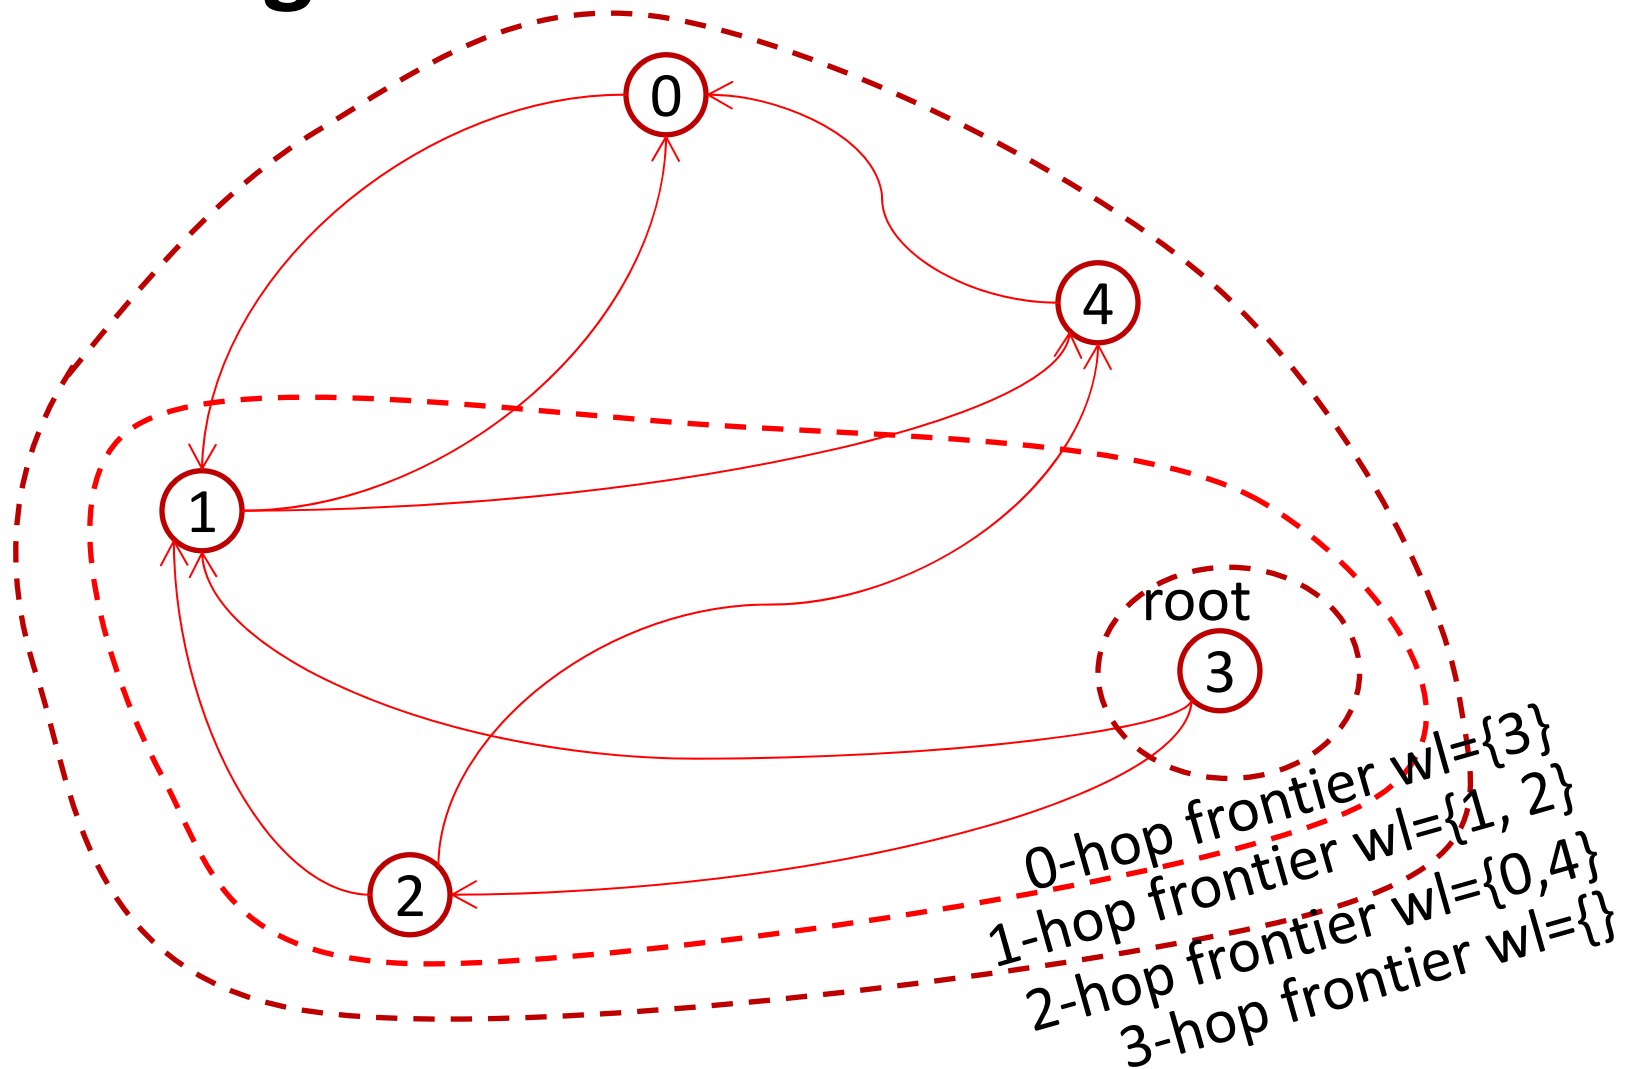 0
4
1
root
3
2
0-hop frontier wl={3}
1-hop frontier wl={1, 2}
2-hop frontier wl={0,4}
3-hop frontier wl={}